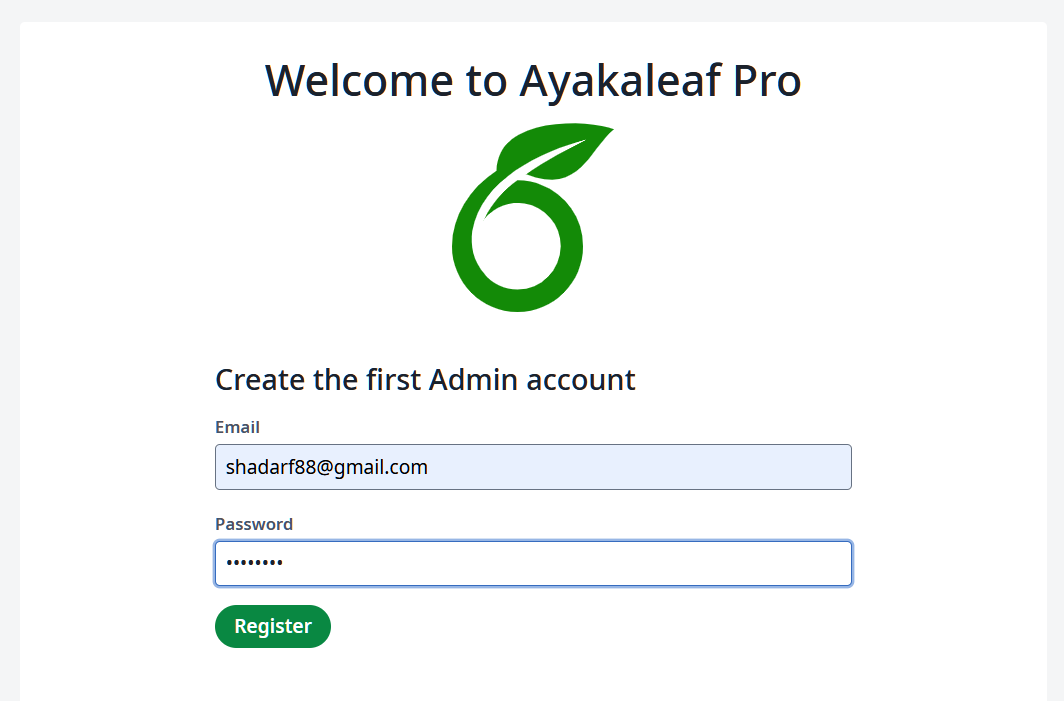 Welcome to Ayakaleaf Pro
Create the first Admin account
Email
shadarf88@gmail.com
Password
••••••••
Register